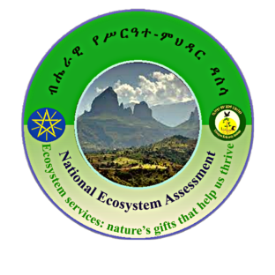 ብሔራዊ የሥርዓተ-ምህዳር ዳሰሳ
National Ecosystem Assessment
Ecosystem services: nature's gifts that help us thrive